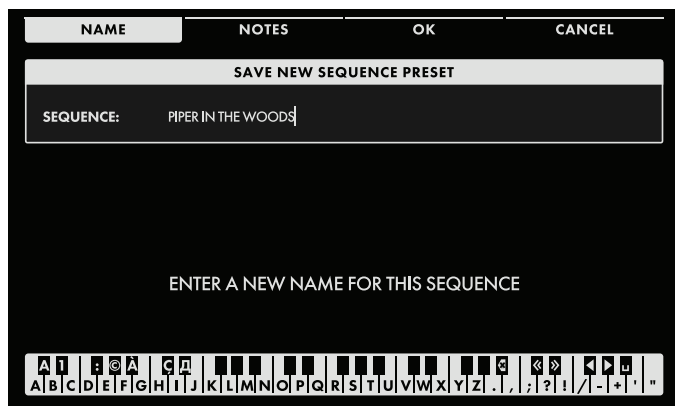 NAME NOTES OK CANCEL
SAVE NEW SEQUENCE PRESET
SEQUENCE: PIPER IN THE WOODS
ENTER A NEW NAME FOR THIS SEQUENCE
A 1 : © À Ç Д « » ◀ ▶ ␣
A B C D E F G H I J K L M N O P Q R S T U V W X Y Z . , ; ? ! / - + ' "